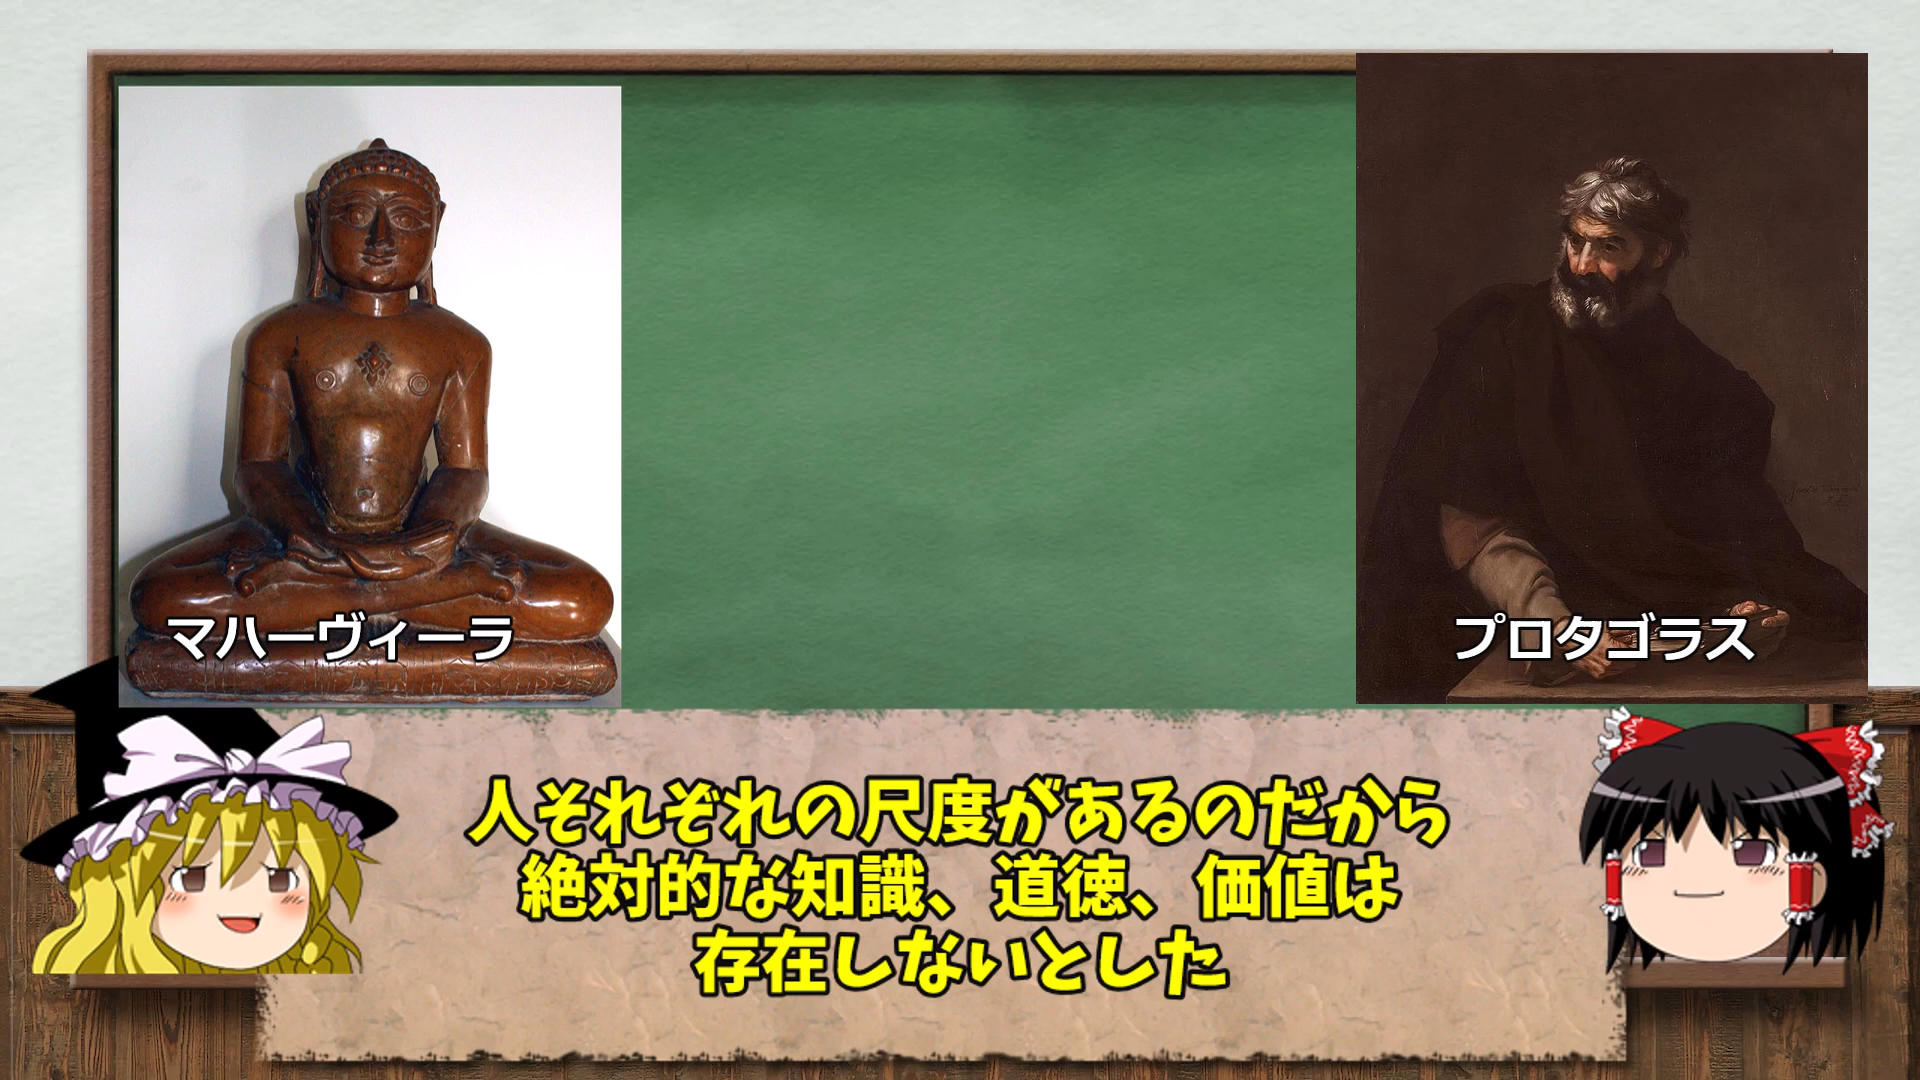 マハーヴィーラ
プロタゴラス
人それぞれの尺度があるのだから
絶対的な知識、道徳、価値は
存在しないとした